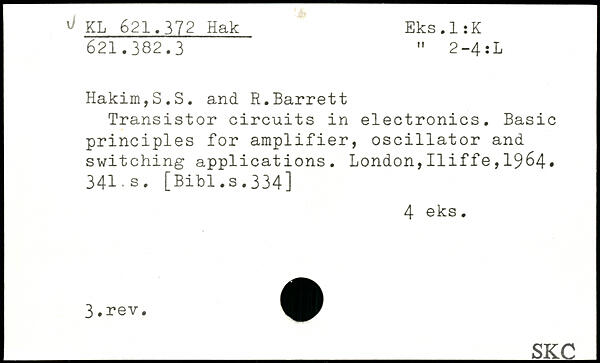 √ KL 621.372 Hak Eks.1:K
621.382.3 " 2-4:L
Hakim,S.S. and R.Barrett
Transistor circuits in electronics. Basic
principles for amplifier, oscillator and
switching applications. London,Iliffe,1964.
341.s. [Bibl.s.334]
4 eks.
3.rev.
SKC